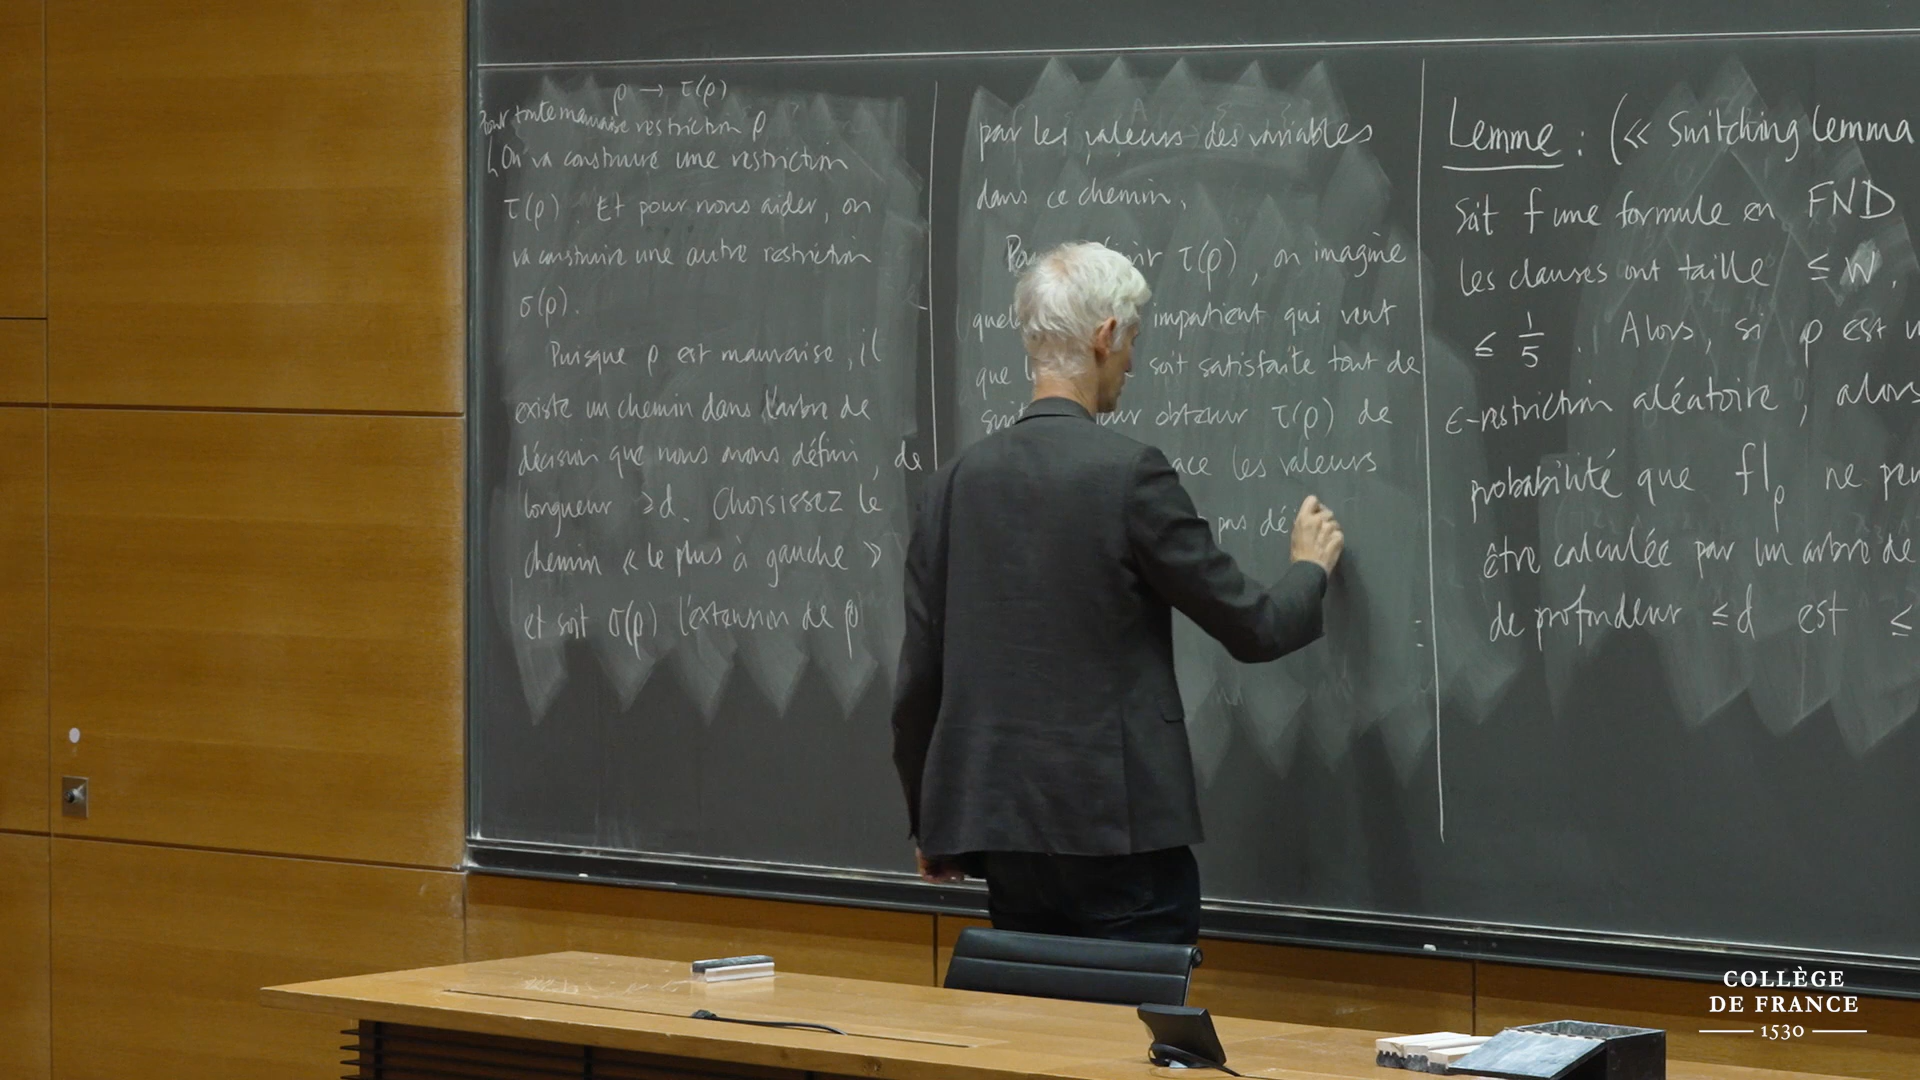 ρ → τ(ρ)
Pour toute mauvaise restriction ρ
On va construire une restriction
τ(ρ). Et pour nous aider, on
va construire une autre restriction
σ(ρ).
Puisque ρ est mauvaise, il
existe un chemin dans l'arbre de
décision que nous avons défini, de
longueur ≥d. Choisissez le
chemin « le plus à gauche »
et soit σ(ρ) l'extension de ρ
par les valeurs des variables
dans ce chemin.
τ(ρ), on imagine
impatient qui veut
que soit satisfaite tout de
obtenir τ(ρ) de
les valeurs
pas dé
Lemme : (« Switching Lemma
Soit f une formule en FND
les clauses ont taille ≤ W,
≤ 1/5 . Alors, si ρ est
ε-restriction aléatoire, alors
probabilité que f|ρ ne
être calculée par un arbre de
de profondeur ≤d est ≤
COLLÈGE
DE FRANCE
1530